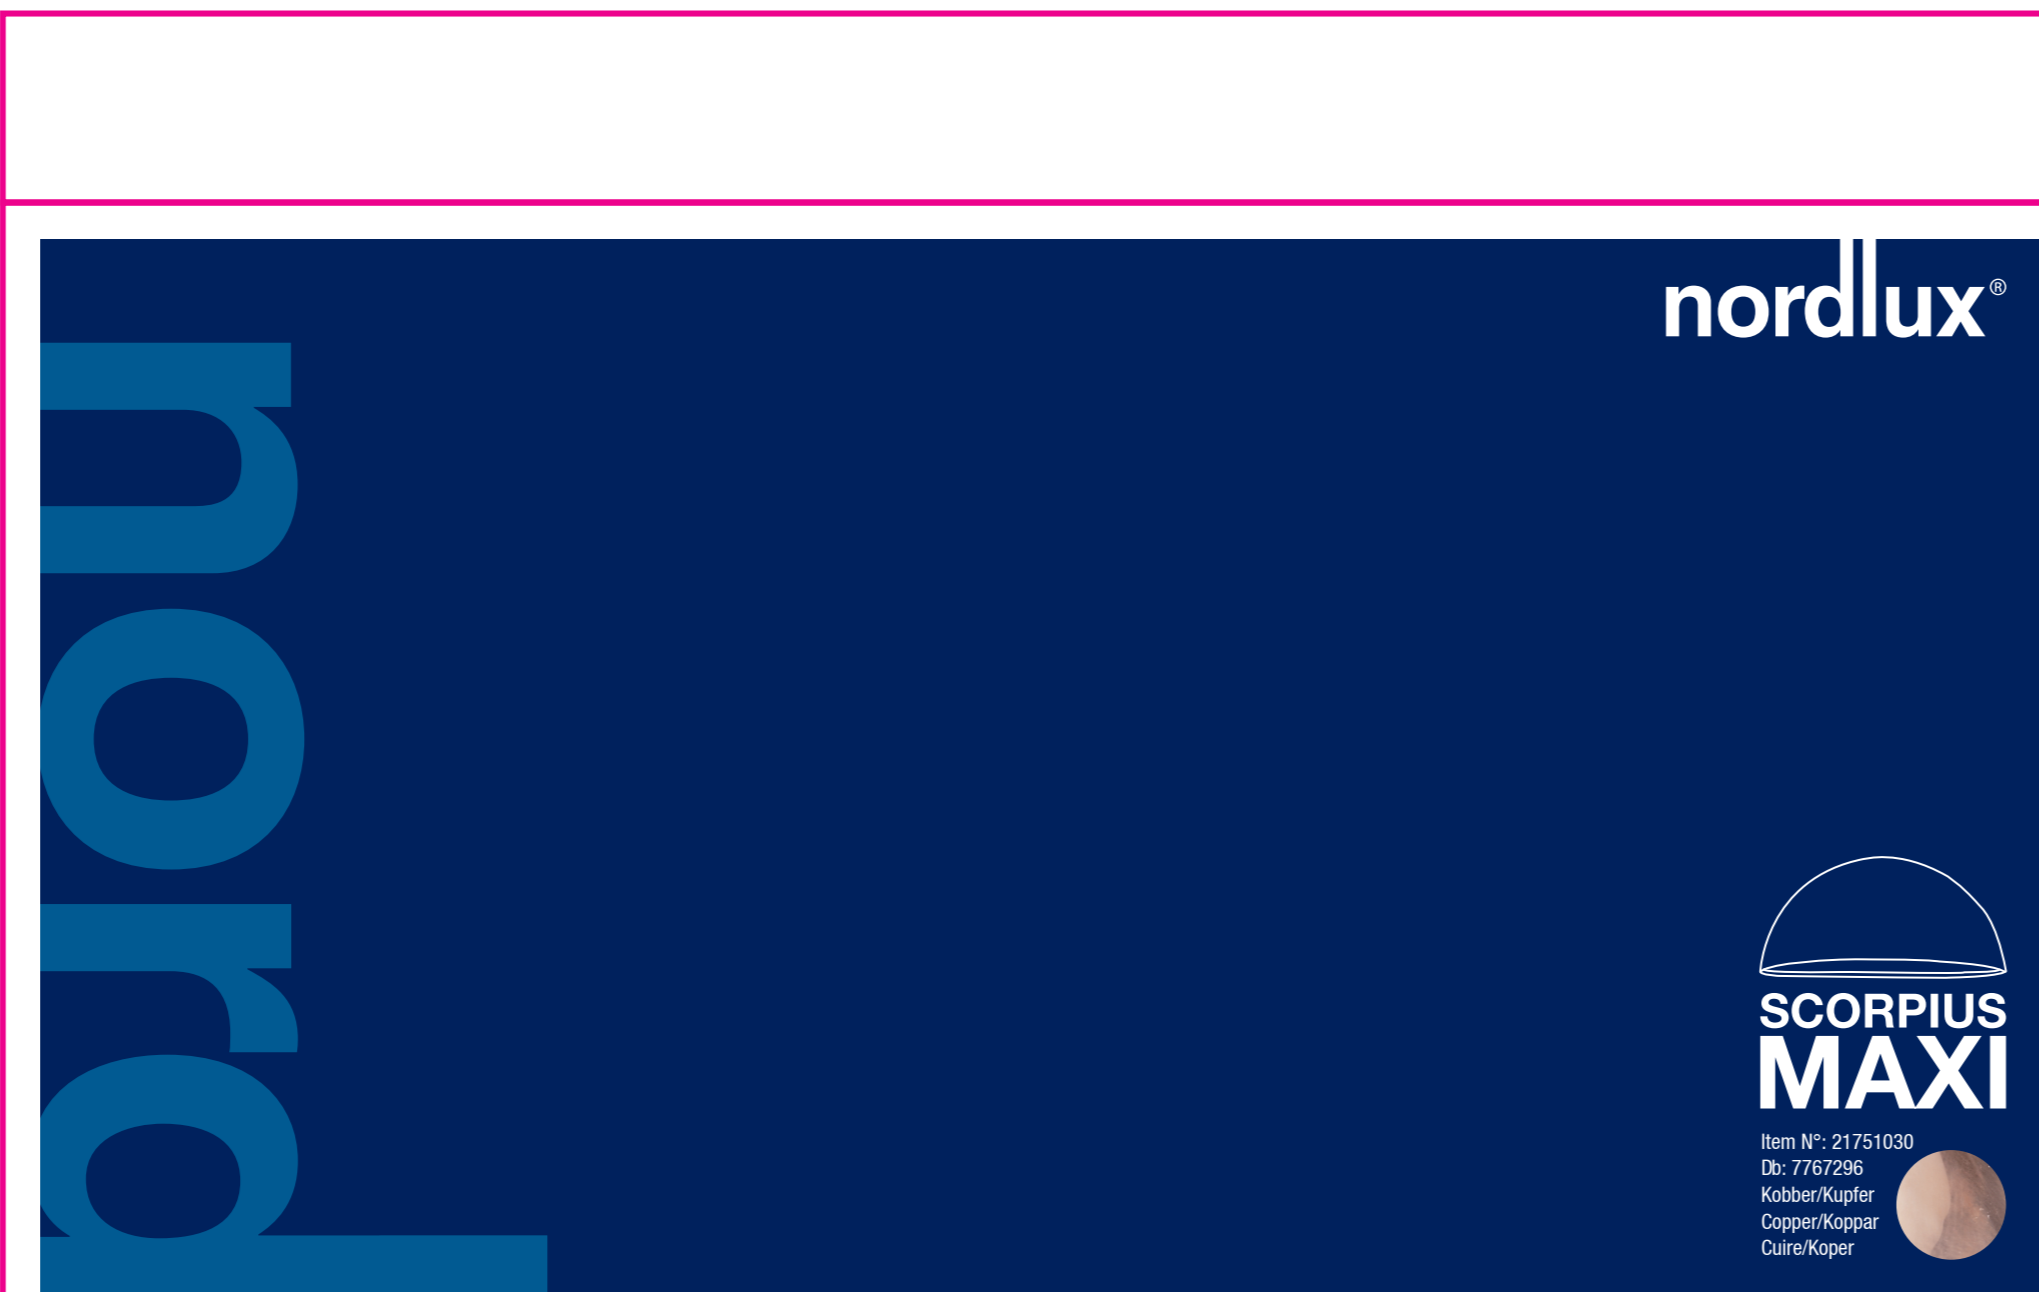 nordlux®
nord
SCORPIUS
MAXI
Item N°: 21751030
Db: 7767296
Kobber/Kupfer
Copper/Koppar
Cuire/Koper